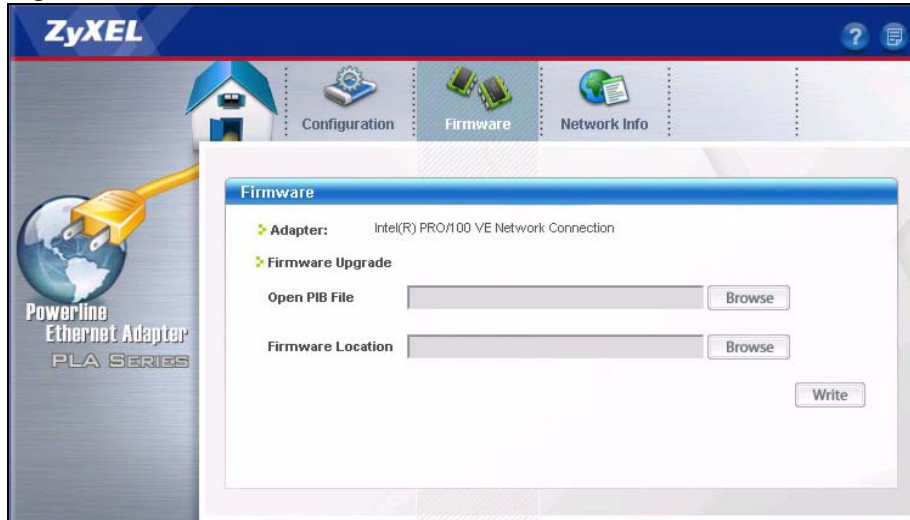 ZyXEL
?
Configuration
Firmware
Network Info
Firmware
Adapter: Intel(R) PRO/100 VE Network Connection
Firmware Upgrade
Open PIB File Browse
Firmware Location Browse
Write
Powerline
Ethernet Adapter
PLA SERIES